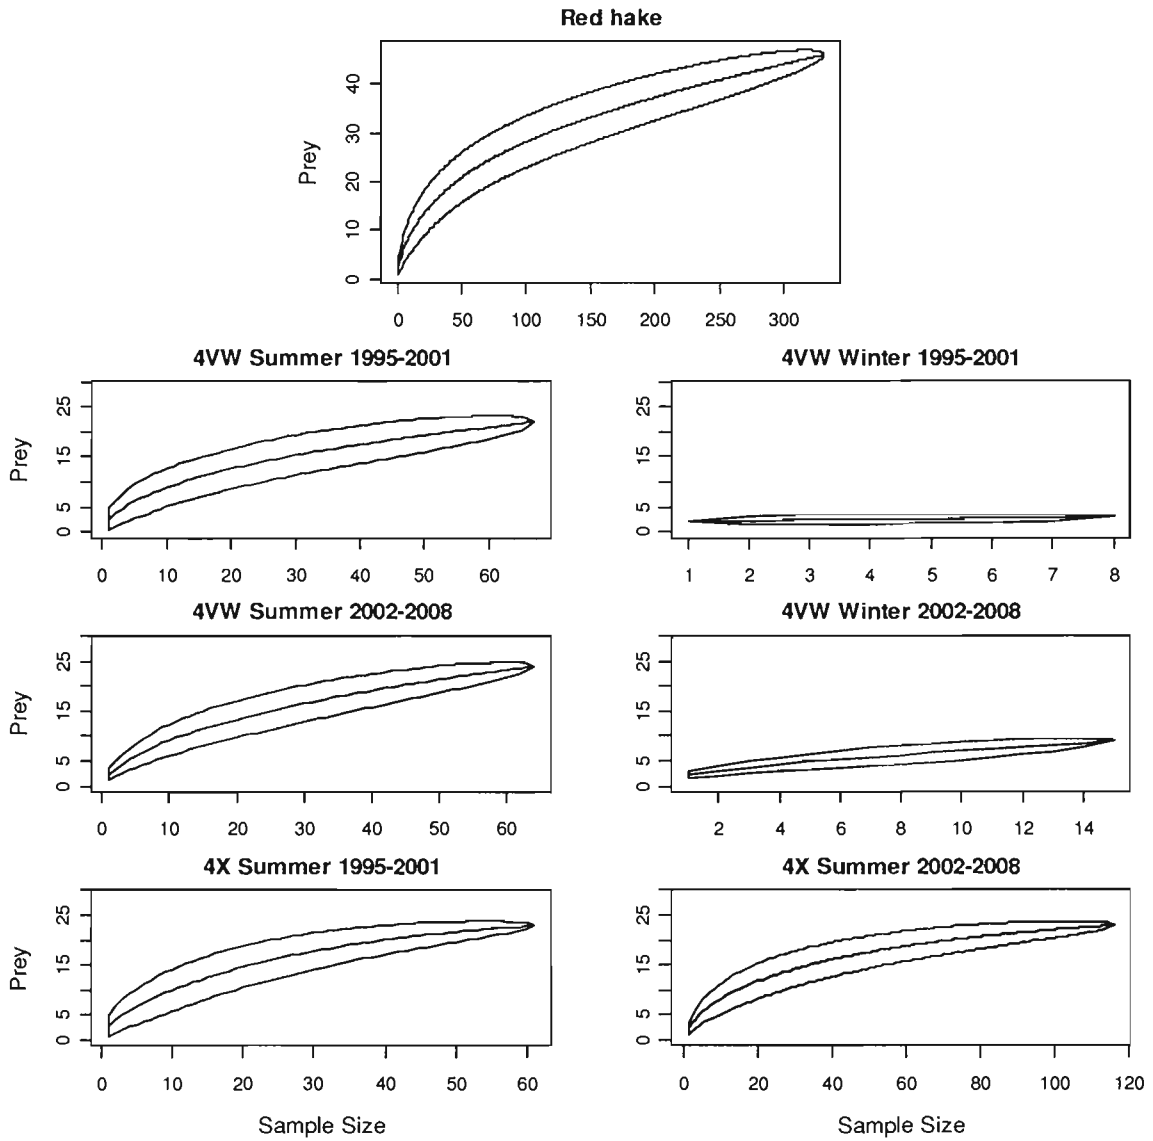 Red hake
Prey
40
30
20
10
0
0 50 100 150 200 250 300
4VW Summer 1995-2001
Prey
25
15
5
0
0 10 20 30 40 50 60
4VW Winter 1995-2001
25
15
5
0
1 2 3 4 5 6 7 8
4VW Summer 2002-2008
Prey
25
15
5
0
0 10 20 30 40 50 60
4VW Winter 2002-2008
25
15
5
0
2 4 6 8 10 12 14
4X Summer 1995-2001
Prey
25
15
5
0
0 10 20 30 40 50 60
Sample Size
4X Summer 2002-2008
25
15
5
0
0 20 40 60 80 100 120
Sample Size